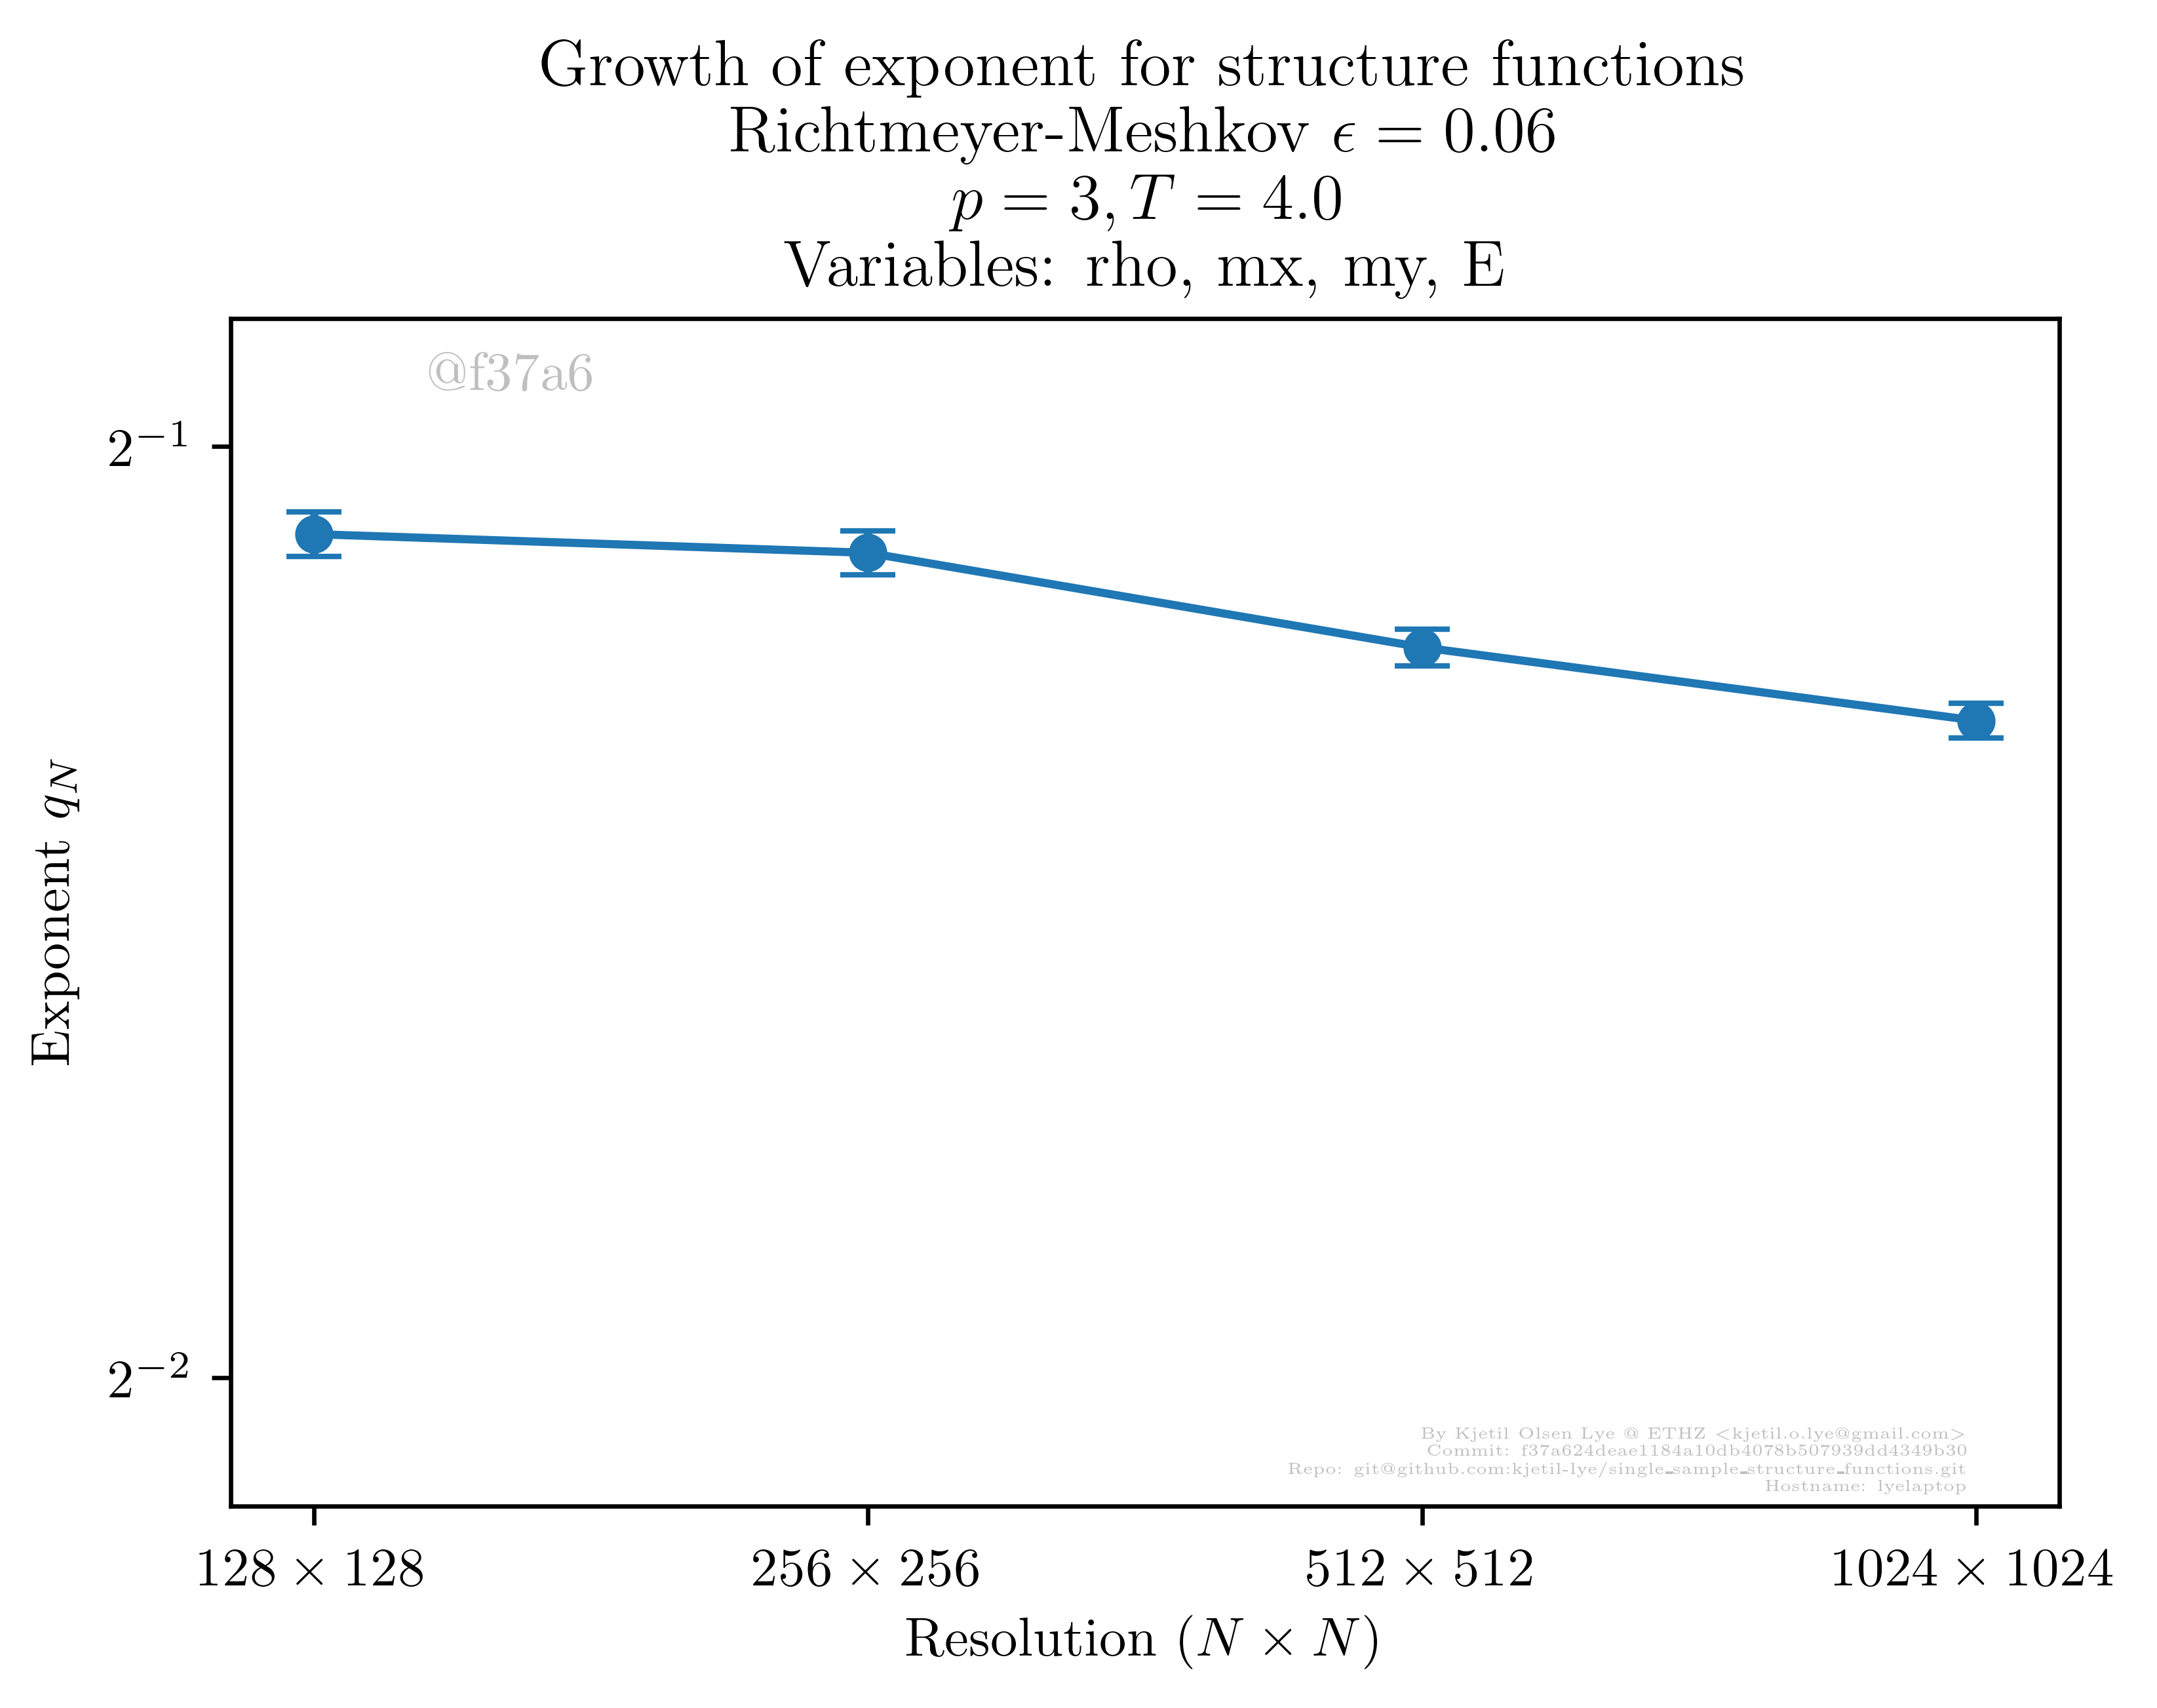 Growth of exponent for structure functions
Richtmeyer-Meshkov ϵ = 0.06
p = 3, T = 4.0
Variables: rho, mx, my, E
@f37a6
2⁻¹
Exponent q_N
2⁻²
By Kjetil Olsen Lye @ ETHZ <kjetil.o.lye@gmail.com>
Commit: f37a624deae1184a10db4078b507939dd4349b30
Repo: git@github.com:kjetil-lye/single_sample_structure_functions.git
Hostname: lyelaptop
128 × 128 256 × 256 512 × 512 1024 × 1024
Resolution (N × N)